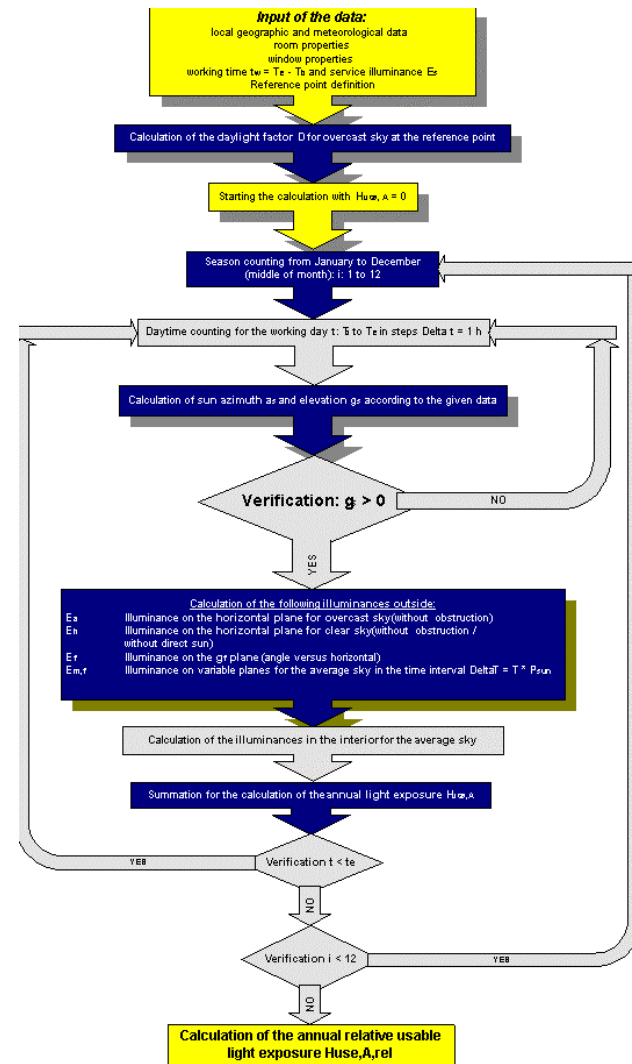 Input of the data:
local geographic and meteorological data
room properties
window properties
working time tw = Te - Tb and service illuminance Es
Reference point definition
Calculation of the daylight factor D for overcast sky at the reference point
Starting the calculation with Huse, A = 0
Season counting from January to December
(middle of month): i: 1 to 12
Daytime counting for the working day t: Tb to Te in steps Delta t = 1 h
Calculation of sun azimuth as and elevation gs according to the given data
Verification: gs > 0
NO
YES
Calculation of the following illuminances outside:
Ea Illuminance on the horizontal plane for overcast sky(without obstruction)
Eh Illuminance on the horizontal plane for clear sky(without obstruction /
without direct sun)
Ef Illuminance on the gf plane (angle versus horizontal)
Em,f Illuminance on variable planes for the average sky in the time interval DeltaT = T * Psun
Calculation of the illuminances in the interior for the average sky
Summation for the calculation of the annual light exposure Huse,A
YES
Verification t < te
NO
Verification i < 12
YES
NO
Calculation of the annual relative usable
light exposure Huse,A,rel